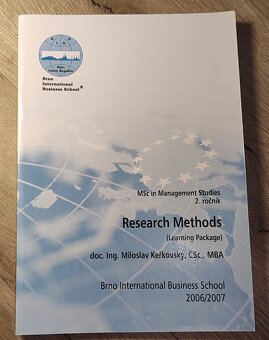 Brno
Czech Republic
Brno
International
Business School®
MSc in Management Studies
2. ročník
Research Methods
(Learning Package)
doc. Ing. Miloslav Keřkovský, CSc., MBA
Brno International Business School
2006/2007